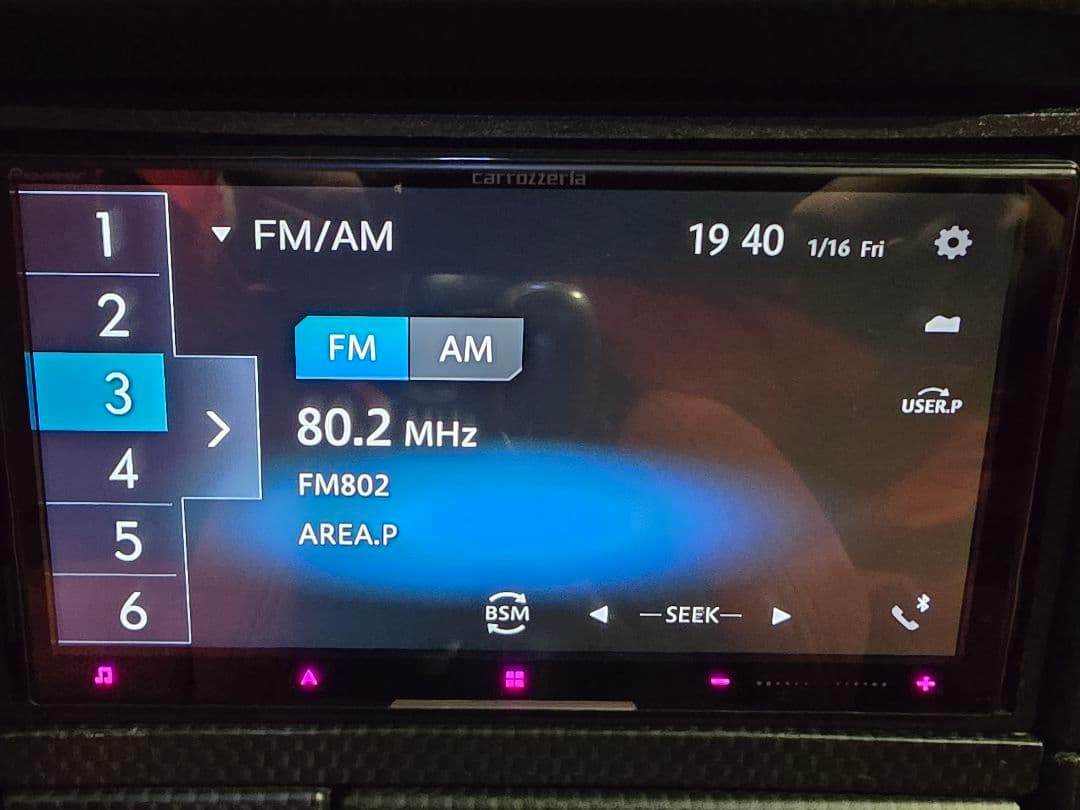 Pioneer
carrozzeria
FM/AM
19 40 1/16 Fri
1
2
3
4
5
6
FM AM
80.2 MHz
FM802
AREA.P
USER.P
BSM
SEEK